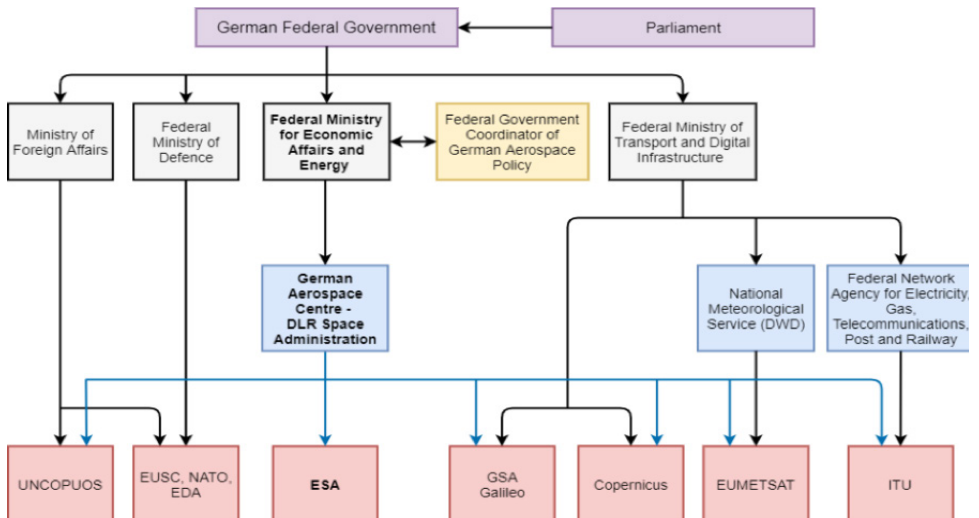 German Federal Government
Parliament
Ministry of
Foreign Affairs
Federal
Ministry of
Defence
Federal Ministry
for Economic
Affairs and
Energy
Federal Government
Coordinator of
German Aerospace
Policy
Federal Ministry of
Transport and Digital
Infrastructure
German
Aerospace
Centre -
DLR Space
Administration
National
Meteorological
Service (DWD)
Federal Network
Agency for Electricity,
Gas,
Telecommunications,
Post and Railway
UNCOPUOS
EUSC, NATO,
EDA
ESA
GSA
Galileo
Copernicus
EUMETSAT
ITU